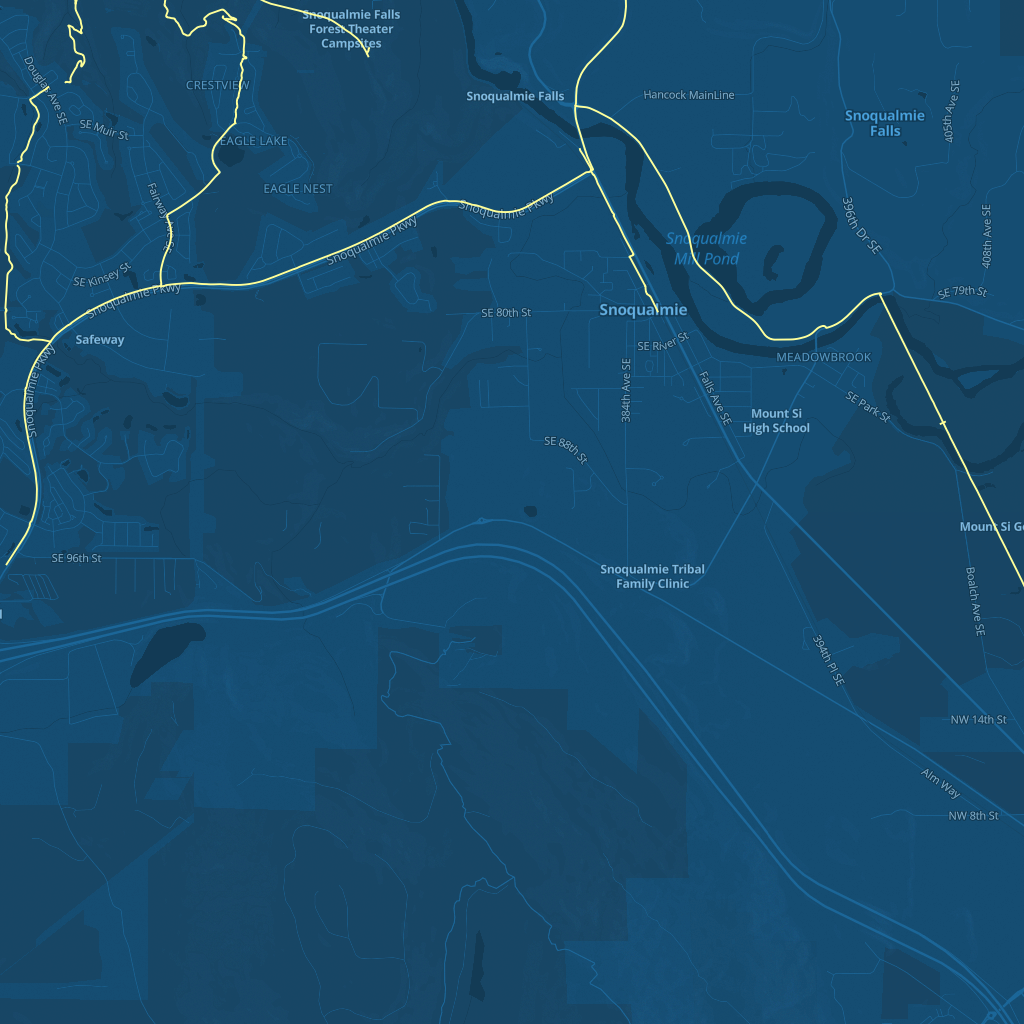 Snoqualmie Falls
Forest Theater
Campsites
Douglas Ave SE
CRESTVIEW
Snoqualmie Falls
Hancock MainLine
405th Ave SE
Snoqualmie
Falls
SE Muir St
EAGLE LAKE
EAGLE NEST
Fairway Ave SE
Snoqualmie Pkwy
Snoqualmie Pkwy
396th Dr SE
408th Ave SE
Snoqualmie
Mill Pond
SE Kinsey St
Snoqualmie Pkwy
SE 79th St
SE 80th St
Snoqualmie
Safeway
SE River St
MEADOWBROOK
Snoqualmie Pkwy
384th Ave SE
Falls Ave SE
SE Park St
Mount Si
High School
SE 88th St
Mount Si Go
SE 96th St
Snoqualmie Tribal
Family Clinic
Boalch Ave SE
l
394th Pl SE
NW 14th St
Alm Way
NW 8th St